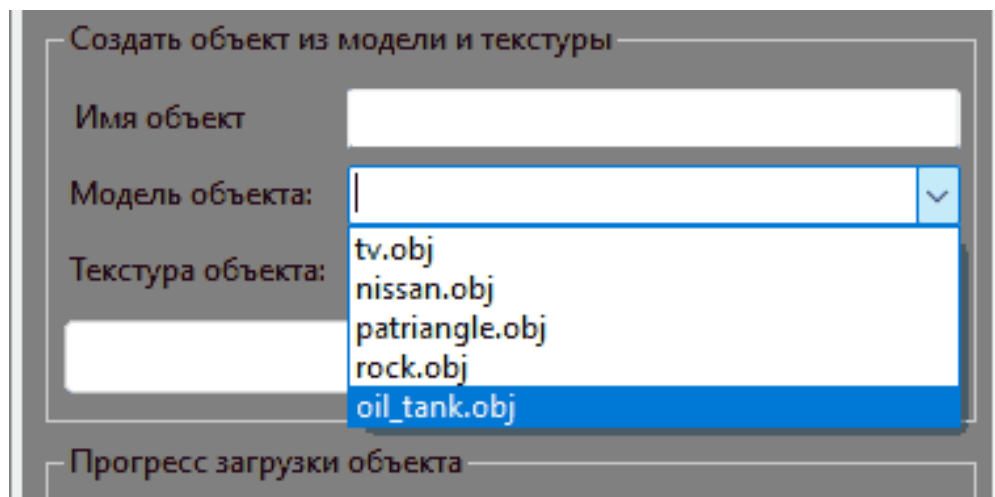 Создать объект из модели и текстуры
Имя объект
Модель объекта:
tv.obj
Текстура объекта:
nissan.obj
patriangle.obj
rock.obj
oil_tank.obj
Прогресс загрузки объекта